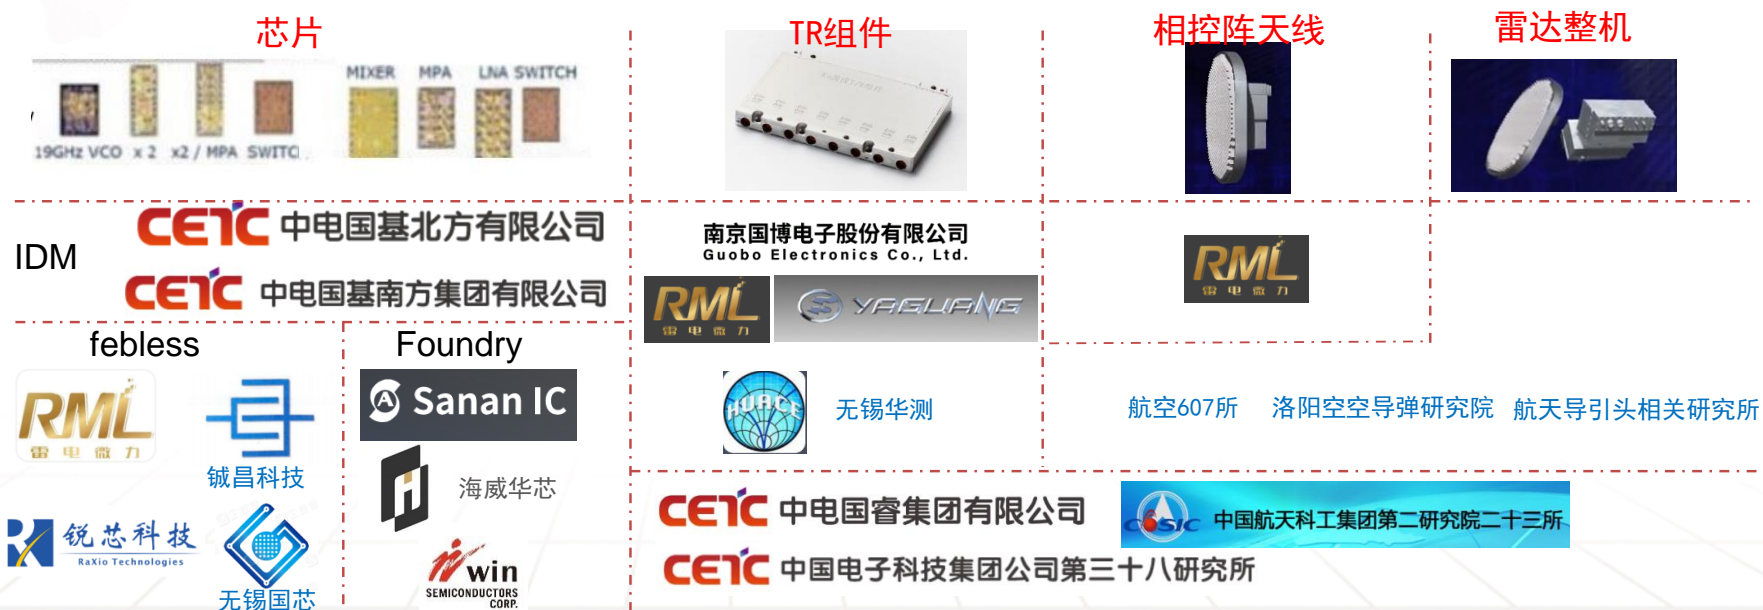 芯片
TR组件
相控阵天线
雷达整机
MIXER MPA LNA SWITCH
19GHz VCO x 2 x2 / MPA SWITC
IDM
CETC 中电国基北方有限公司
CETC 中电国基南方集团有限公司
南京国博电子股份有限公司
Guobo Electronics Co., Ltd.
RML
雷电微力
YAGUANG
RML
雷电微力
febless
Foundry
RML
雷电微力
铖昌科技
Sanan IC
海威华芯
HUACE
无锡华测
航空607所
洛阳空空导弹研究院
航天导引头相关研究所
锐芯科技
RaXio Technologies
无锡国芯
win
SEMICONDUCTORS
CORP.
CETC 中电国睿集团有限公司
CASIC 中国航天科工集团第二研究院二十三所
CETC 中国电子科技集团公司第三十八研究所